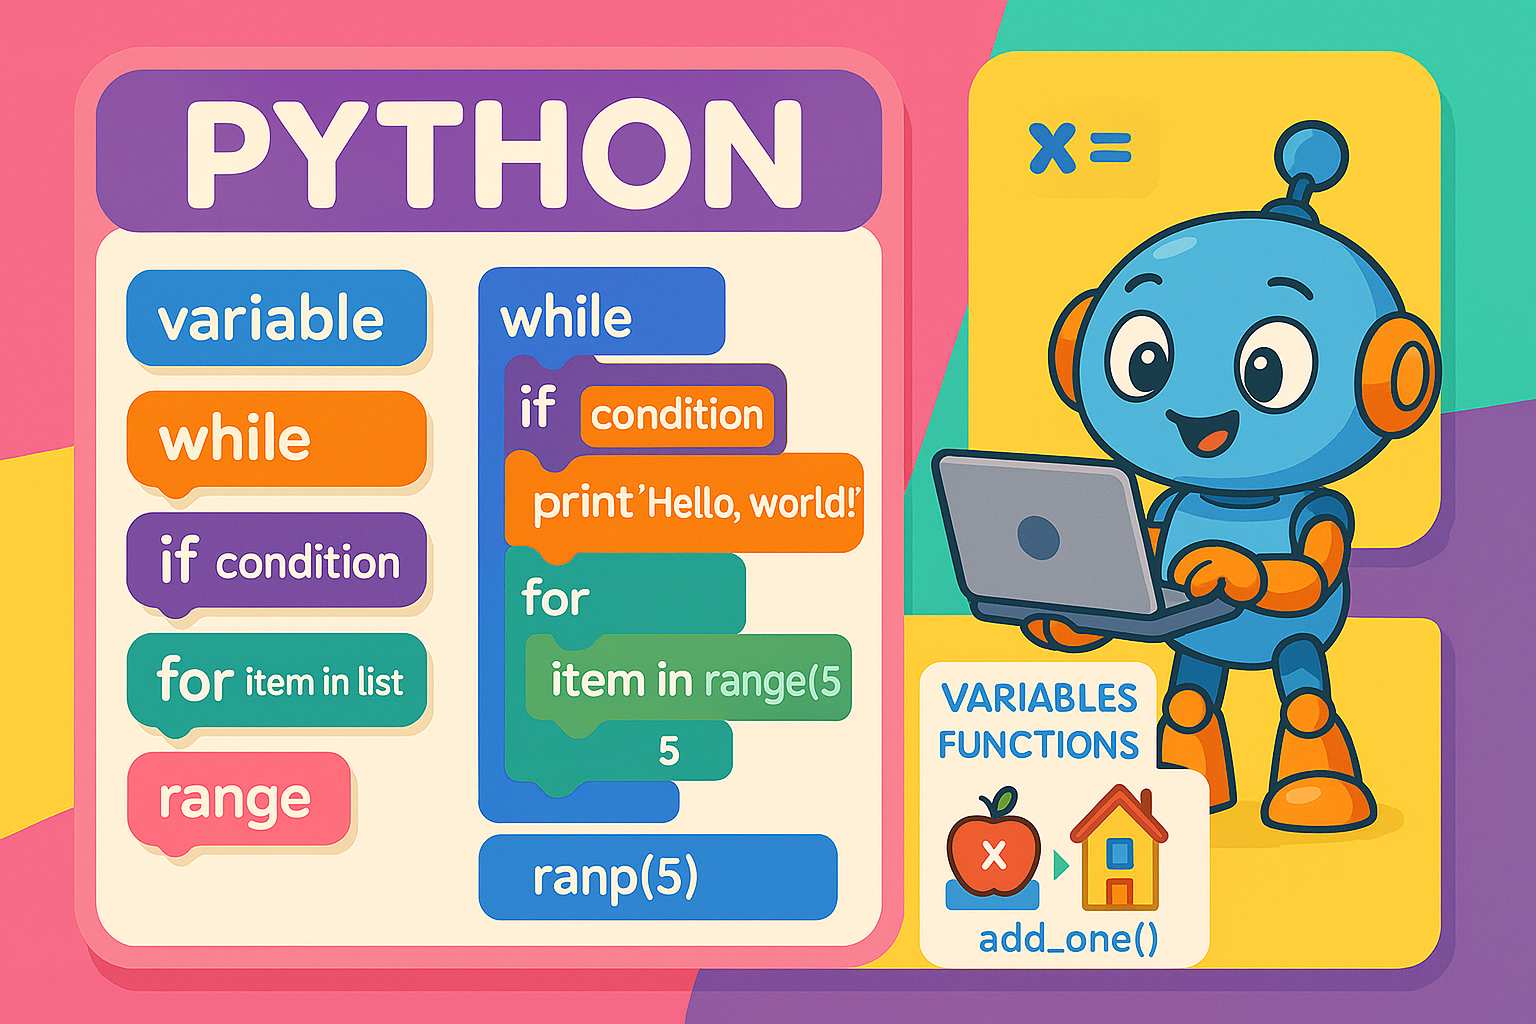 PYTHON
variable
while
if condition
for item in list
range
while
if condition
print'Hello, world!'
for
item in range(5
5
ranp(5)
x =
VARIABLES
FUNCTIONS
X
add_one()